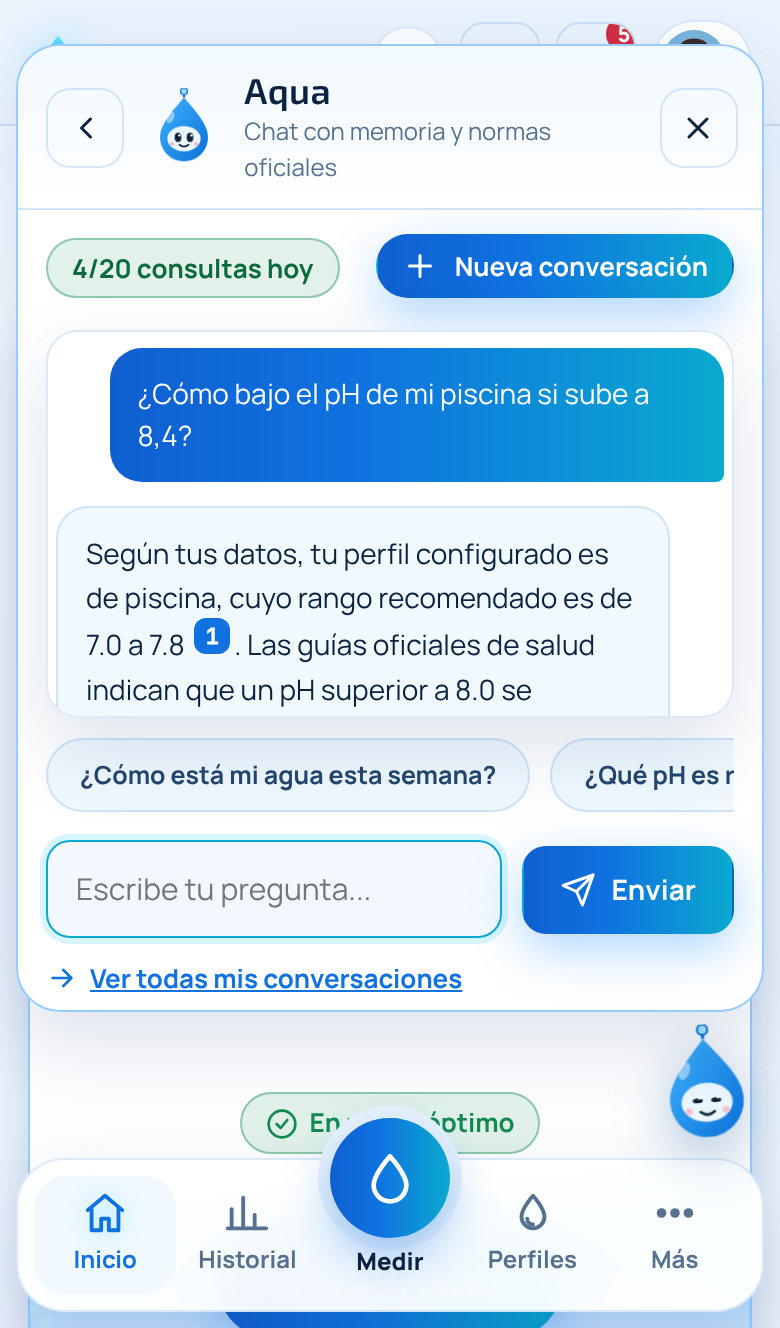 5
Aqua
Chat con memoria y normas
oficiales
4/20 consultas hoy
Nueva conversación
¿Cómo bajo el pH de mi piscina si sube a
8,4?
Según tus datos, tu perfil configurado es
de piscina, cuyo rango recomendado es de
7.0 a 7.8 1 . Las guías oficiales de salud
indican que un pH superior a 8.0 se
¿Cómo está mi agua esta semana?
¿Qué pH es
Escribe tu pregunta...
Enviar
Ver todas mis conversaciones
En
Inicio
Historial
Medir
Perfiles
Más